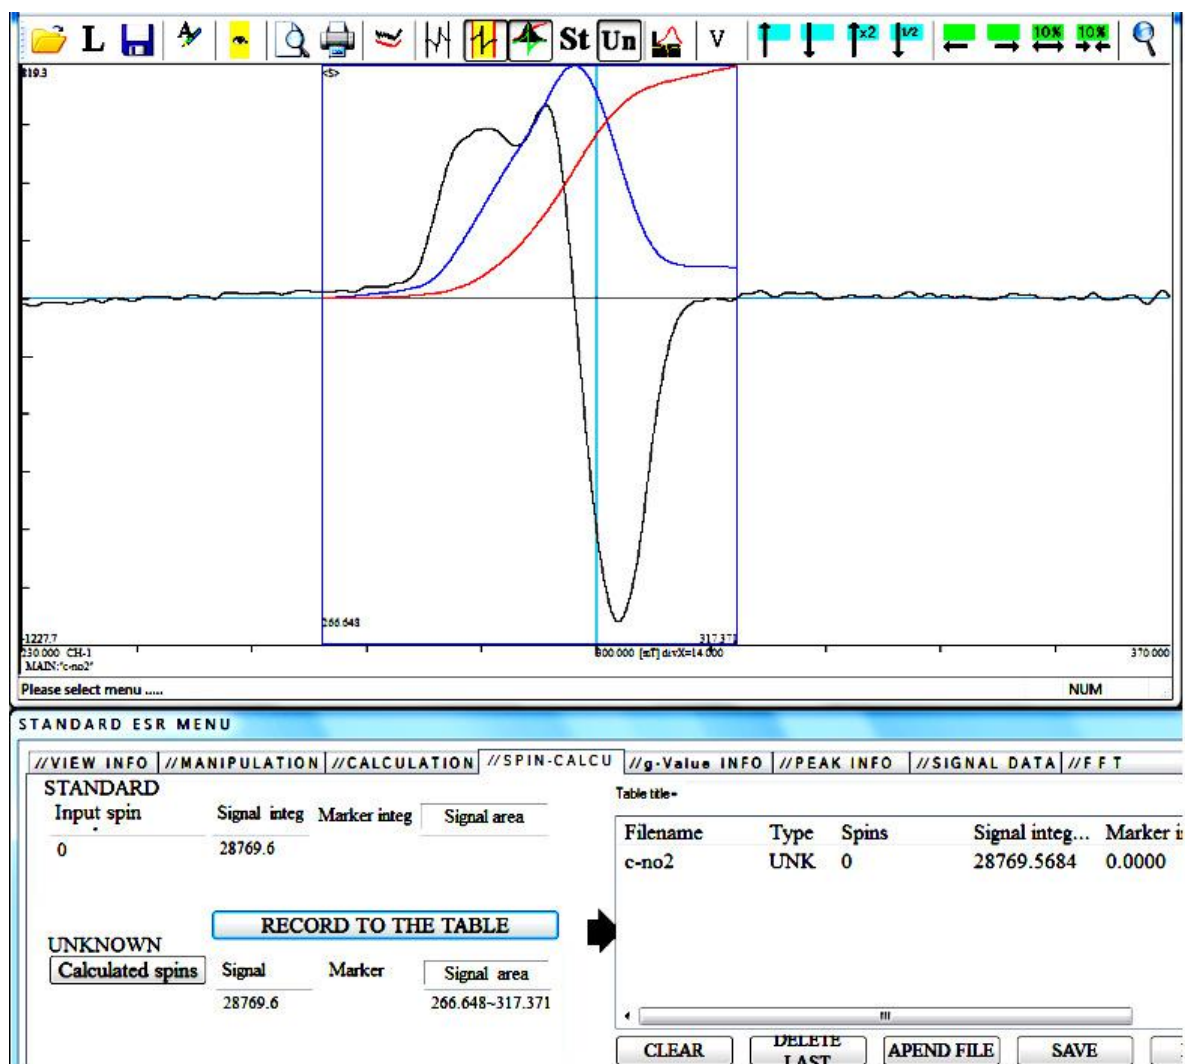 L A St Un V x2 1/2 10% 10%
819.3 <S>
266.648 317.371
-1227.7
230.000 CH-1 300.000 [mT] divX=14.000 370.000
MAIN:"c-no2"
Please select menu ..... NUM
STANDARD ESR MENU
//VIEW INFO //MANIPULATION //CALCULATION //SPIN-CALCU //g-Value INFO //PEAK INFO //SIGNAL DATA //F F T
STANDARD
Input spin Signal integ Marker integ Signal area
0 28769.6
RECORD TO THE TABLE
UNKNOWN
Calculated spins Signal Marker Signal area
28769.6 266.648~317.371
Table title=
Filename Type Spins Signal integ... Marker
c-no2 UNK 0 28769.5684 0.0000
CLEAR DELETE LAST APEND FILE SAVE